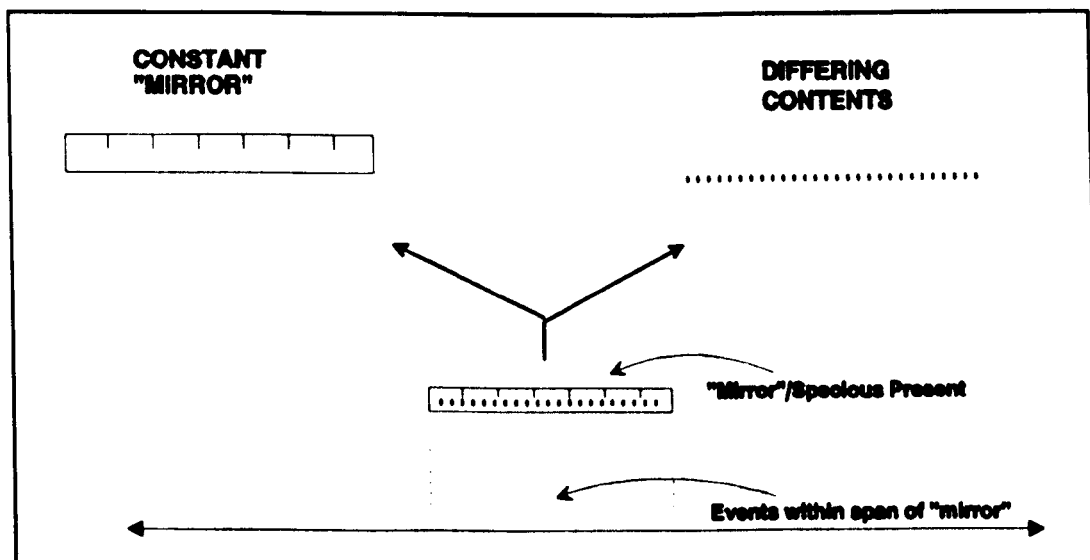 CONSTANT
"MIRROR"
DIFFERING
CONTENTS
"Mirror"/Specious Present
Events within span of "mirror"